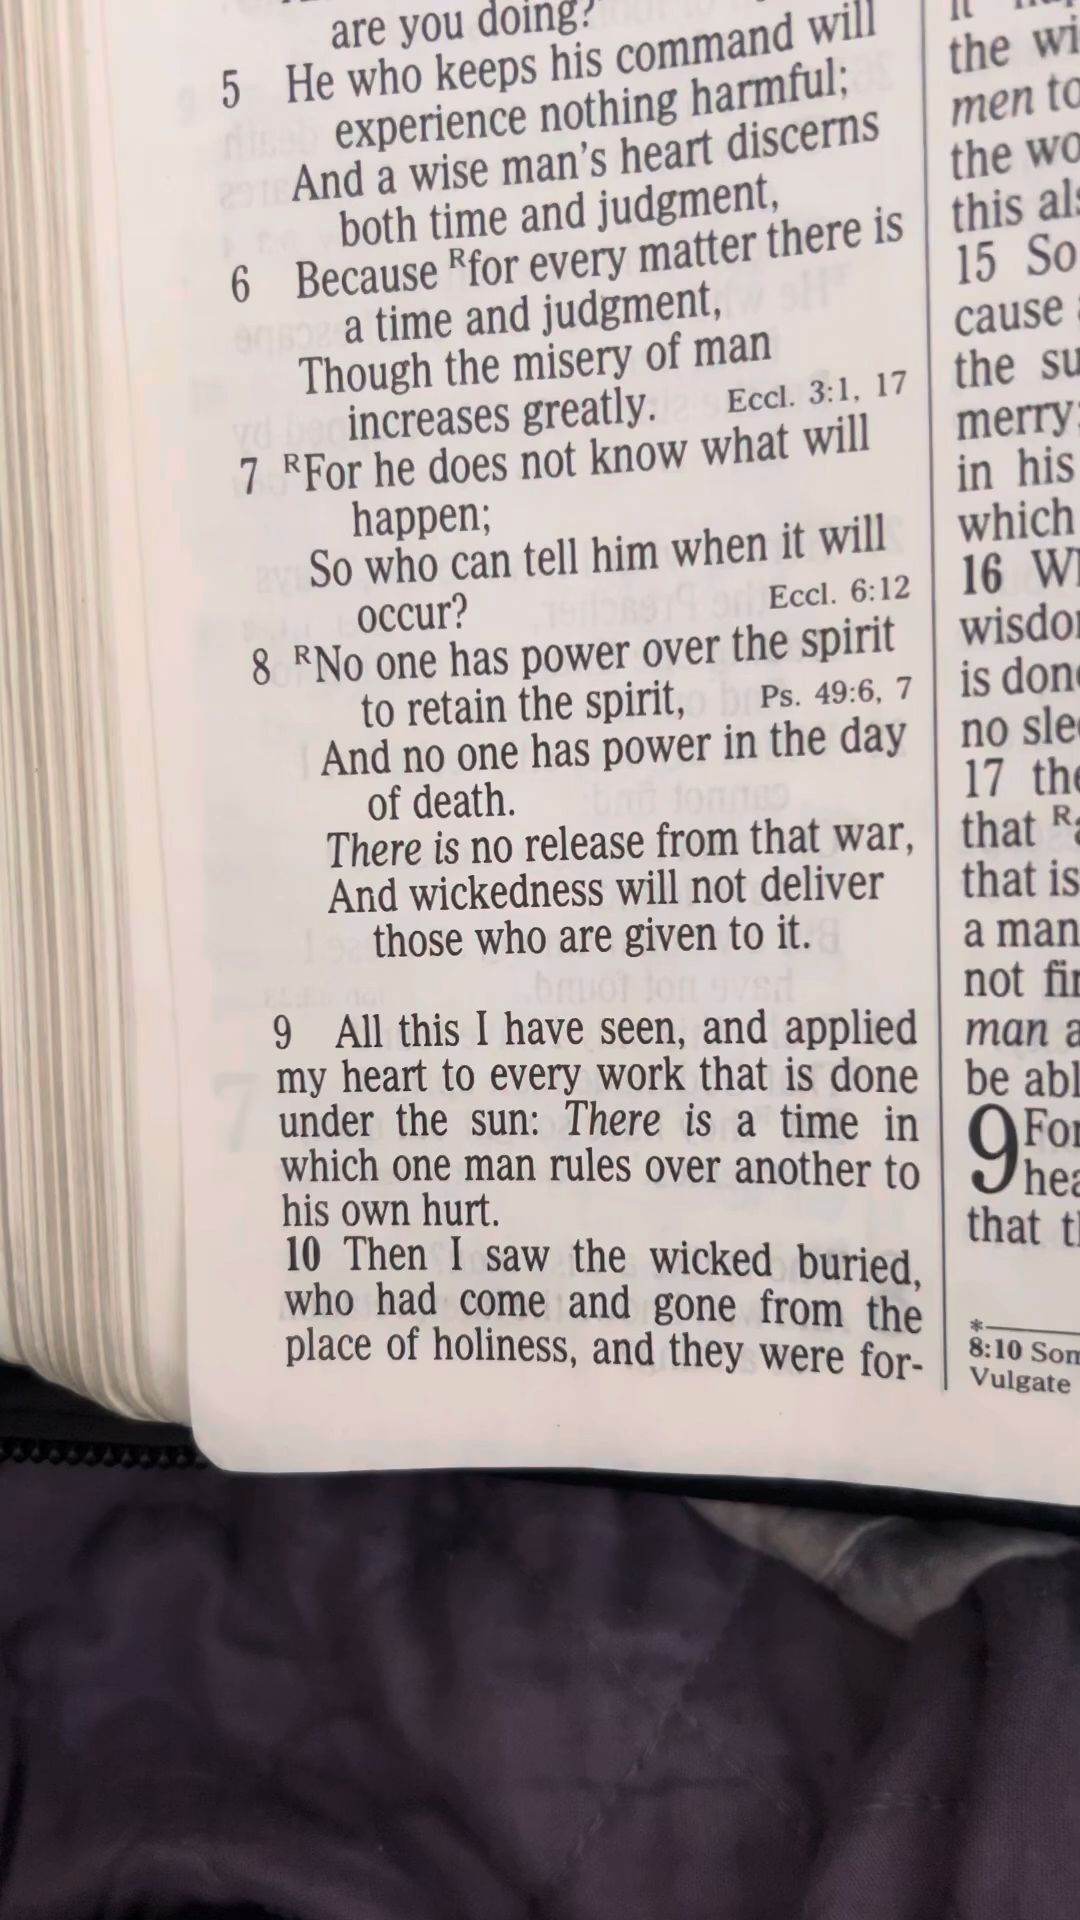 are you doing?
5 He who keeps his command will
experience nothing harmful;
And a wise man's heart discerns
both time and judgment,
6 Because Rfor every matter there is
a time and judgment,
Though the misery of man
increases greatly. Eccl. 3:1, 17
7 RFor he does not know what will
happen;
So who can tell him when it will
occur? Eccl. 6:12
8 RNo one has power over the spirit
to retain the spirit, Ps. 49:6, 7
And no one has power in the day
of death.
There is no release from that war,
And wickedness will not deliver
those who are given to it.
9 All this I have seen, and applied
my heart to every work that is done
under the sun: There is a time in
which one man rules over another to
his own hurt.
10 Then I saw the wicked buried,
who had come and gone from the
place of holiness, and they were for-
the
men to
the
this
15 So
cause
the
merry;
in his
which
16
is
no
17
that
that is
a man
not
man
be
9 For
that
*
8:10
Vulgate